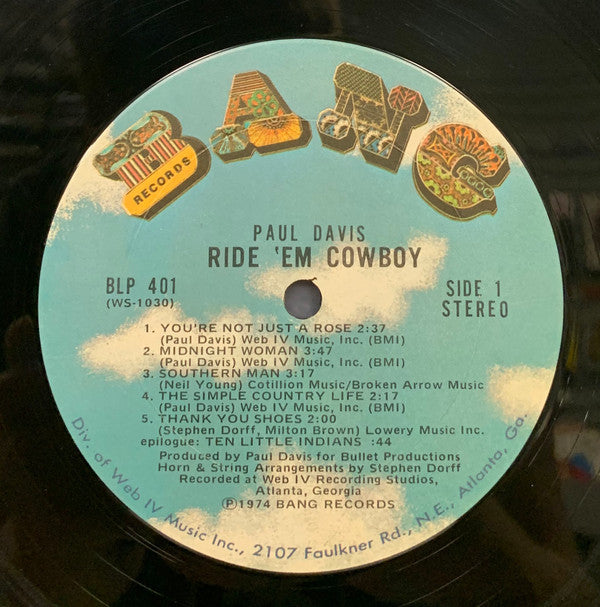 BANG
RECORDS
PAUL DAVIS
RIDE 'EM COWBOY
BLP 401
(WS-1030)
SIDE 1
STEREO
1. YOU'RE NOT JUST A ROSE 2:37
(Paul Davis) Web IV Music, Inc. (BMI)
2. MIDNIGHT WOMAN 3:47
(Paul Davis) Web IV Music, Inc. (BMI)
3. SOUTHERN MAN 3:17
(Neil Young) Cotillion Music/Broken Arrow Music
4. THE SIMPLE COUNTRY LIFE 2:17
(Paul Davis) Web IV Music, Inc. (BMI)
5. THANK YOU SHOES 2:00
(Stephen Dorff, Milton Brown) Lowery Music Inc.
epilogue: TEN LITTLE INDIANS :44
Produced by Paul Davis for Bullet Productions
Horn & String Arrangements by Stephen Dorff
Recorded at Web IV Recording Studios,
Atlanta, Georgia
Ⓟ1974 BANG RECORDS
Div. of Web IV Music Inc., 2107 Faulkner Rd., N.E., Atlanta, Ga.